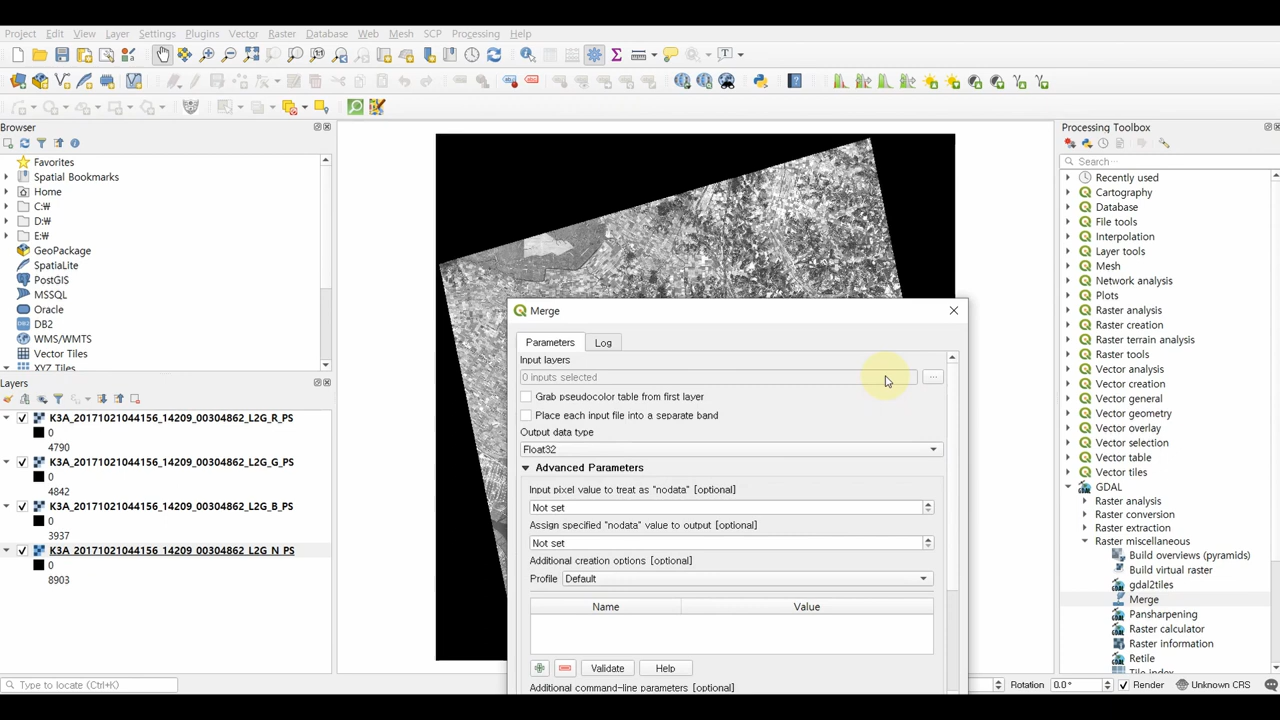 Project Edit View Layer Settings Plugins Vector Raster Database Web Mesh SCP Processing Help
Browser
Favorites
Spatial Bookmarks
Home
C:₩
D:₩
E:₩
GeoPackage
SpatiaLite
PostGIS
MSSQL
Oracle
DB2
WMS/WMTS
Vector Tiles
XYZ Tiles
Layers
K3A_20171021044156_14209_00304862_L2G_R_PS
0
4790
K3A_20171021044156_14209_00304862_L2G_G_PS
0
4842
K3A_20171021044156_14209_00304862_L2G_B_PS
0
3937
K3A_20171021044156_14209_00304862_L2G_N_PS
0
8903
Type to locate (Ctrl+K)
Merge
Parameters Log
Input layers
0 inputs selected
...
Grab pseudocolor table from first layer
Place each input file into a separate band
Output data type
Float32
Advanced Parameters
Input pixel value to treat as "nodata" [optional]
Not set
Assign specified "nodata" value to output [optional]
Not set
Additional creation options [optional]
Profile Default
Name Value
Validate Help
Additional command-line parameters [optional]
Processing Toolbox
Search...
Recently used
Cartography
Database
File tools
Interpolation
Layer tools
Mesh
Network analysis
Plots
Raster analysis
Raster creation
Raster terrain analysis
Raster tools
Vector analysis
Vector creation
Vector general
Vector geometry
Vector overlay
Vector selection
Vector table
Vector tiles
GDAL
Raster analysis
Raster conversion
Raster extraction
Raster miscellaneous
Build overviews (pyramids)
Build virtual raster
gdal2tiles
Merge
Pansharpening
Raster calculator
Raster information
Retile
Tile index
Rotation 0.0° Render Unknown CRS